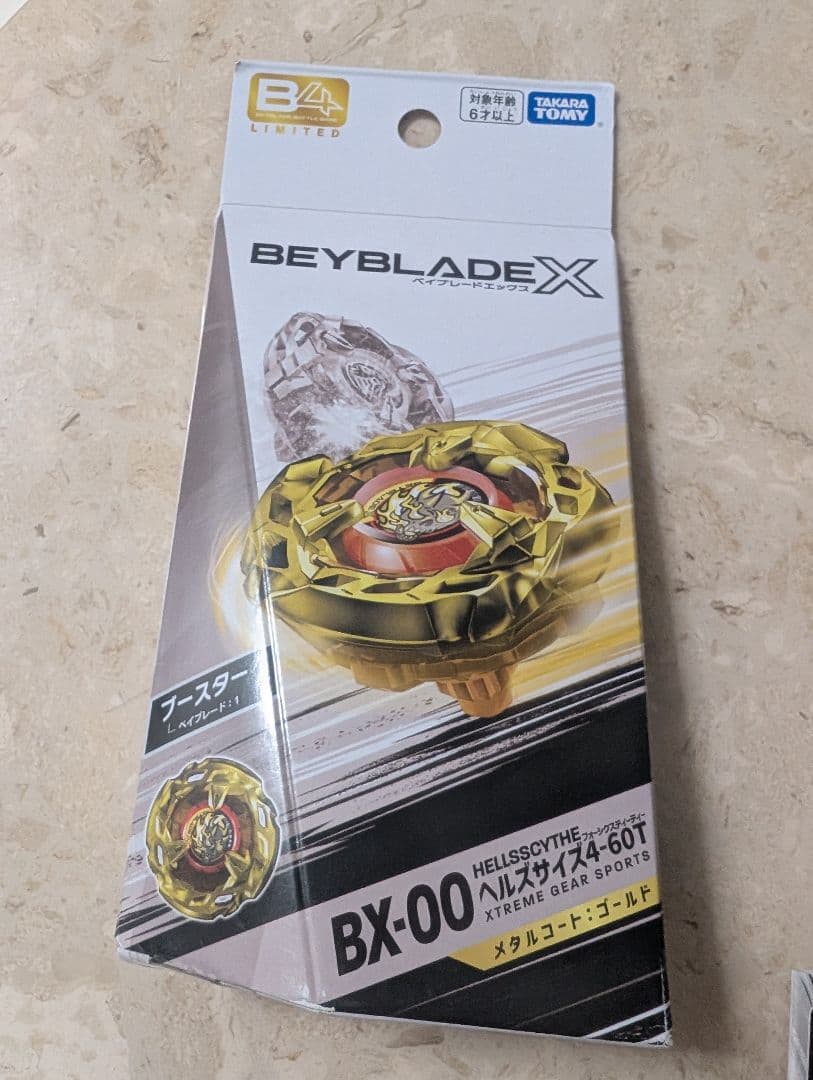 B4
LIMITED
対象年齢
6才以上
TAKARA
TOMY
BEYBLADE X
ベイブレードエックス
ブースター
ベイブレード：1
BX-00
HELLSSCYTHE
フォーシックスティーティー
ヘルズサイズ4-60T
XTREME GEAR SPORTS
メタルコート：ゴールド